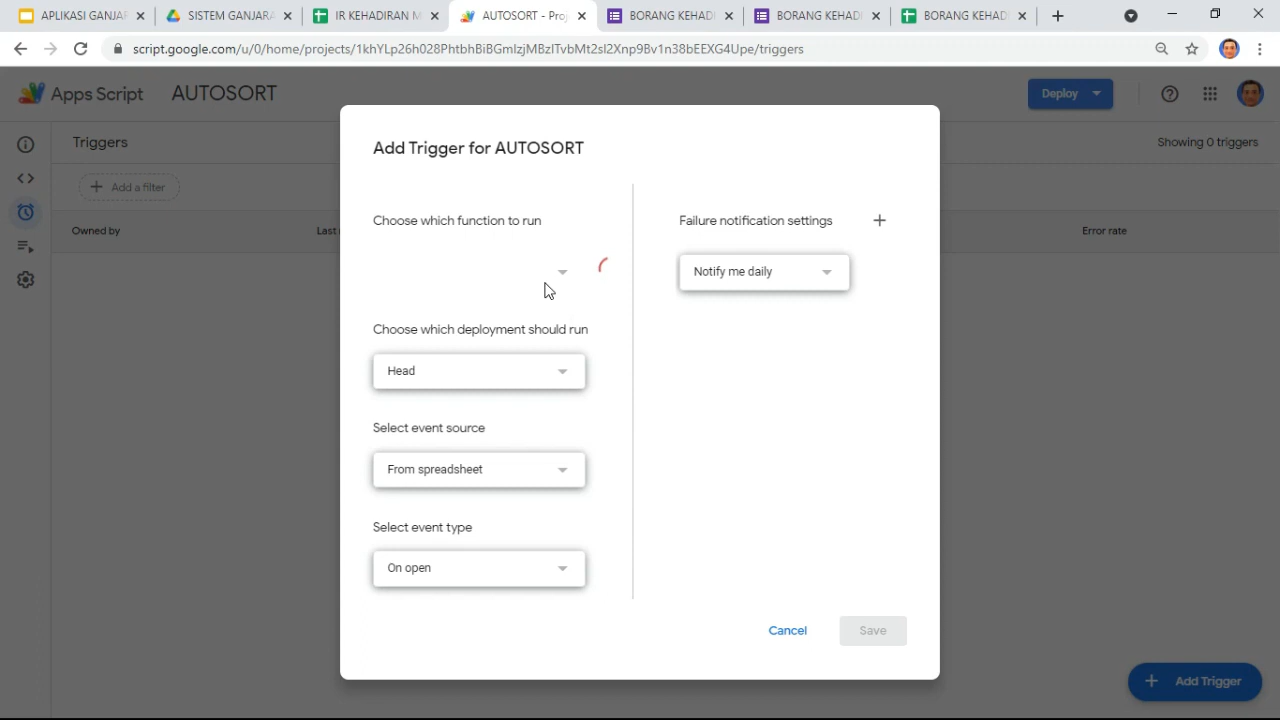 APLIKASI GANJAR
SISTEM GANJARA
IR KEHADIRAN M
AUTOSORT - Proj
BORANG KEHAD
BORANG KEHAD
BORANG KEHAD
script.google.com/u/0/home/projects/1khYLp26h028PhtbhBiBGmIzjMBzITvbMt2sl2Xnp9Bv1n38bEEXG4Upe/triggers
Apps Script
AUTOSORT
Deploy
Triggers
Showing 0 triggers
Add a filter
Owned by
Last
Error rate
Add Trigger for AUTOSORT
Choose which function to run
Choose which deployment should run
Head
Select event source
From spreadsheet
Select event type
On open
Failure notification settings
Notify me daily
Cancel
Save
Add Trigger